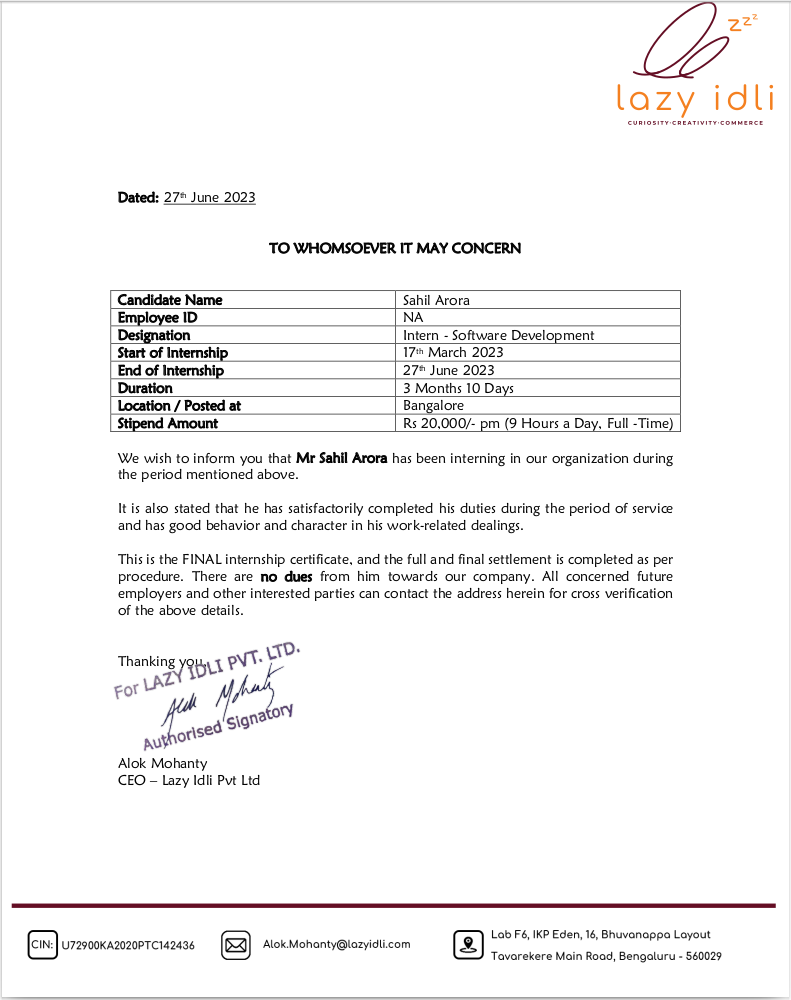 zzz
lazy idli
CURIOSITY·CREATIVITY·COMMERCE
Dated: 27th June 2023
TO WHOMSOEVER IT MAY CONCERN
Candidate Name Sahil Arora
Employee ID NA
Designation Intern - Software Development
Start of Internship 17th March 2023
End of Internship 27th June 2023
Duration 3 Months 10 Days
Location / Posted at Bangalore
Stipend Amount Rs 20,000/- pm (9 Hours a Day, Full -Time)
We wish to inform you that Mr Sahil Arora has been interning in our organization during
the period mentioned above.
It is also stated that he has satisfactorily completed his duties during the period of service
and has good behavior and character in his work-related dealings.
This is the FINAL internship certificate, and the full and final settlement is completed as per
procedure. There are no dues from him towards our company. All concerned future
employers and other interested parties can contact the address herein for cross verification
of the above details.
Thanking you,
For LAZY IDLI PVT. LTD.
Alok Mohanty
Authorised Signatory
Alok Mohanty
CEO – Lazy Idli Pvt Ltd
CIN: U72900KA2020PTC142436
Alok.Mohanty@lazyidli.com
Lab F6, IKP Eden, 16, Bhuvanappa Layout
Tavarekere Main Road, Bengaluru - 560029